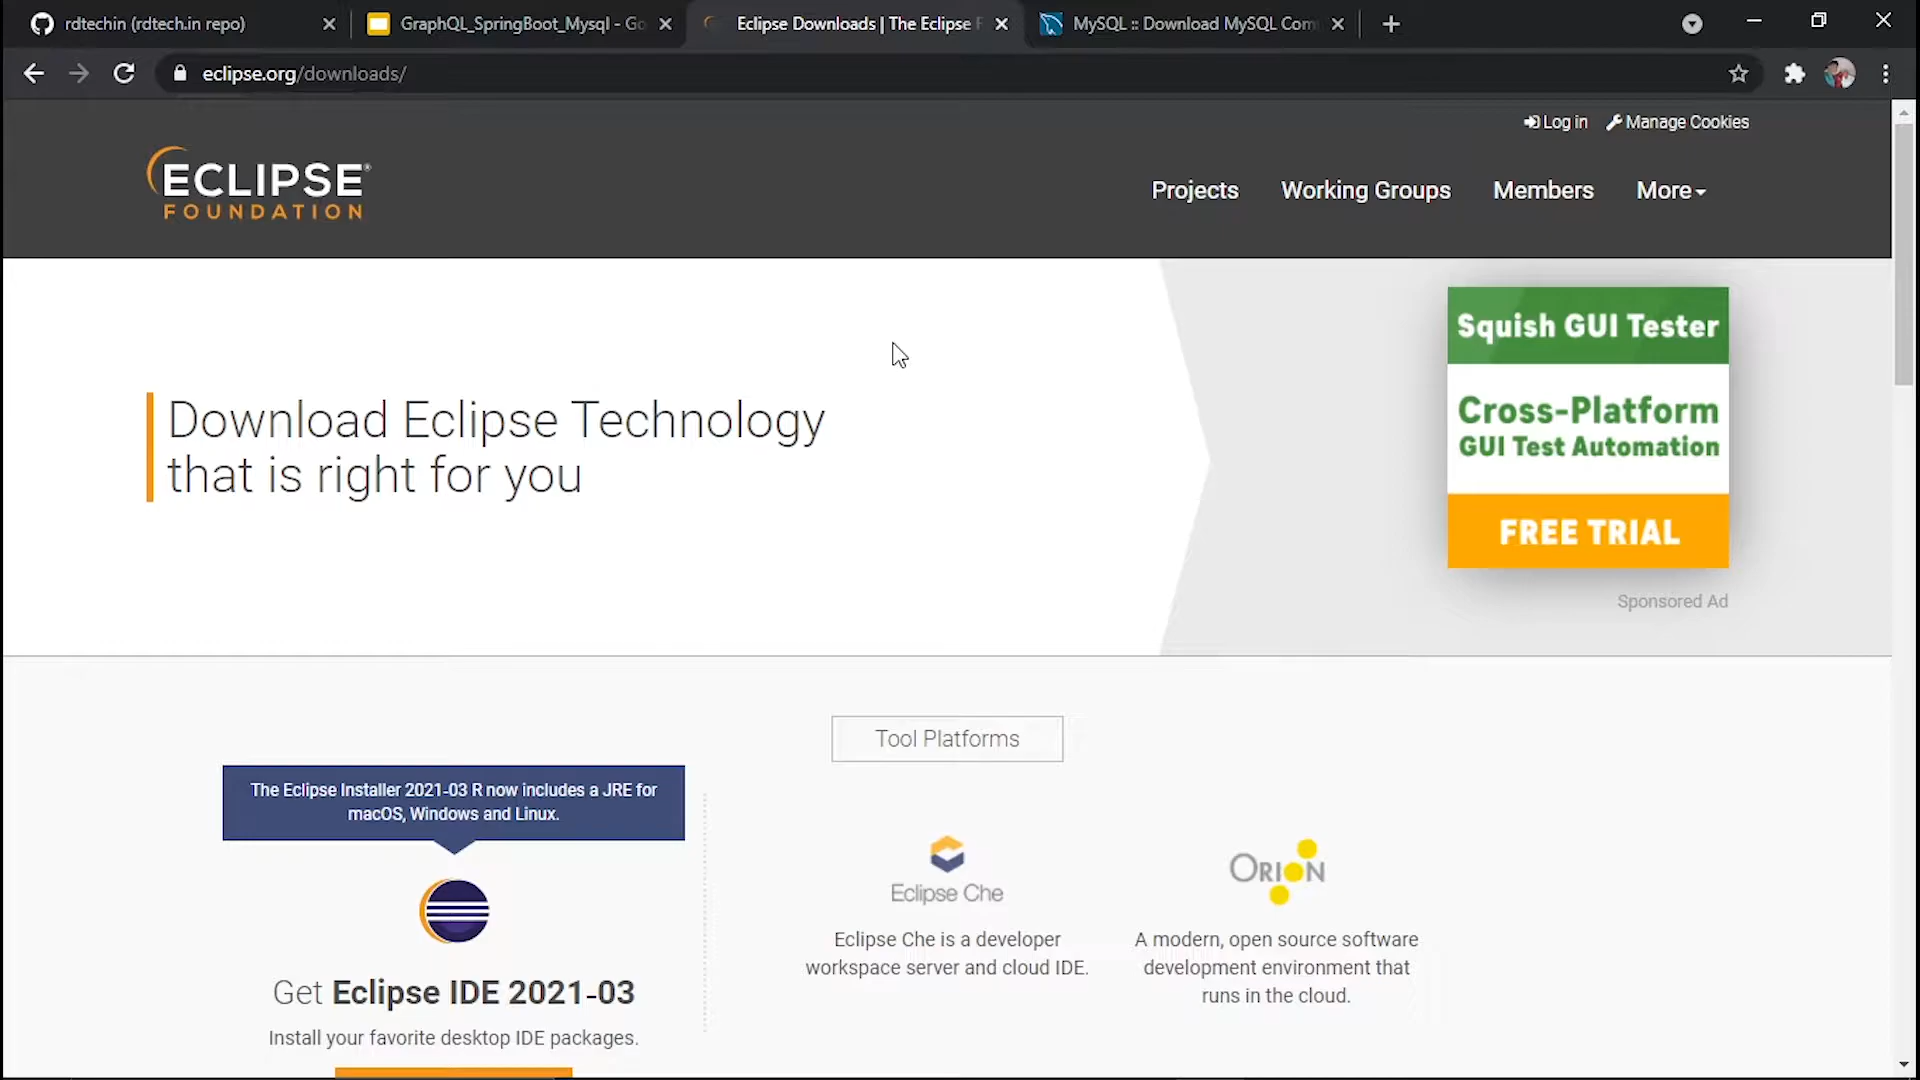 rdtechin (rdtech.in repo)
GraphQL_SpringBoot_Mysql - Go
Eclipse Downloads | The Eclipse F
MySQL :: Download MySQL Com
eclipse.org/downloads/
Log in
Manage Cookies
ECLIPSE®
FOUNDATION
Projects
Working Groups
Members
More
Download Eclipse Technology
that is right for you
Squish GUI Tester
Cross-Platform
GUI Test Automation
FREE TRIAL
Sponsored Ad
Tool Platforms
The Eclipse Installer 2021-03 R now includes a JRE for
macOS, Windows and Linux.
Get Eclipse IDE 2021-03
Install your favorite desktop IDE packages.
Eclipse Che
Eclipse Che is a developer
workspace server and cloud IDE.
ORION
A modern, open source software
development environment that
runs in the cloud.